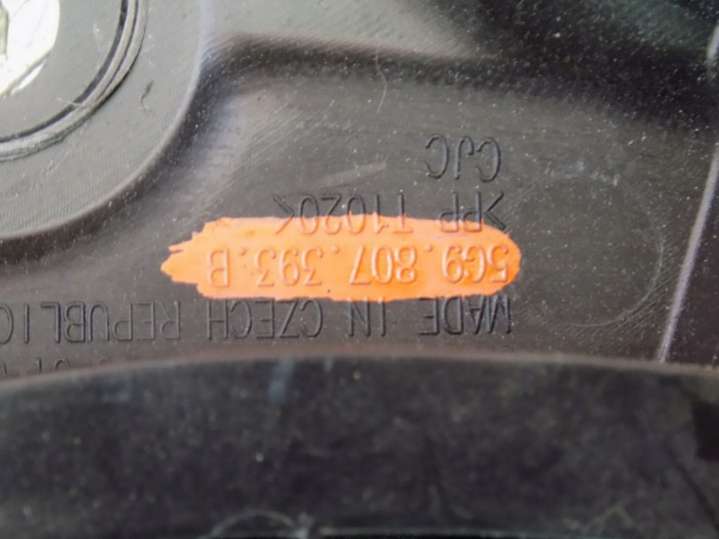 MADE IN CZECH REPUBLIC
5G9.807.393.B
>PP T1020<
CJC